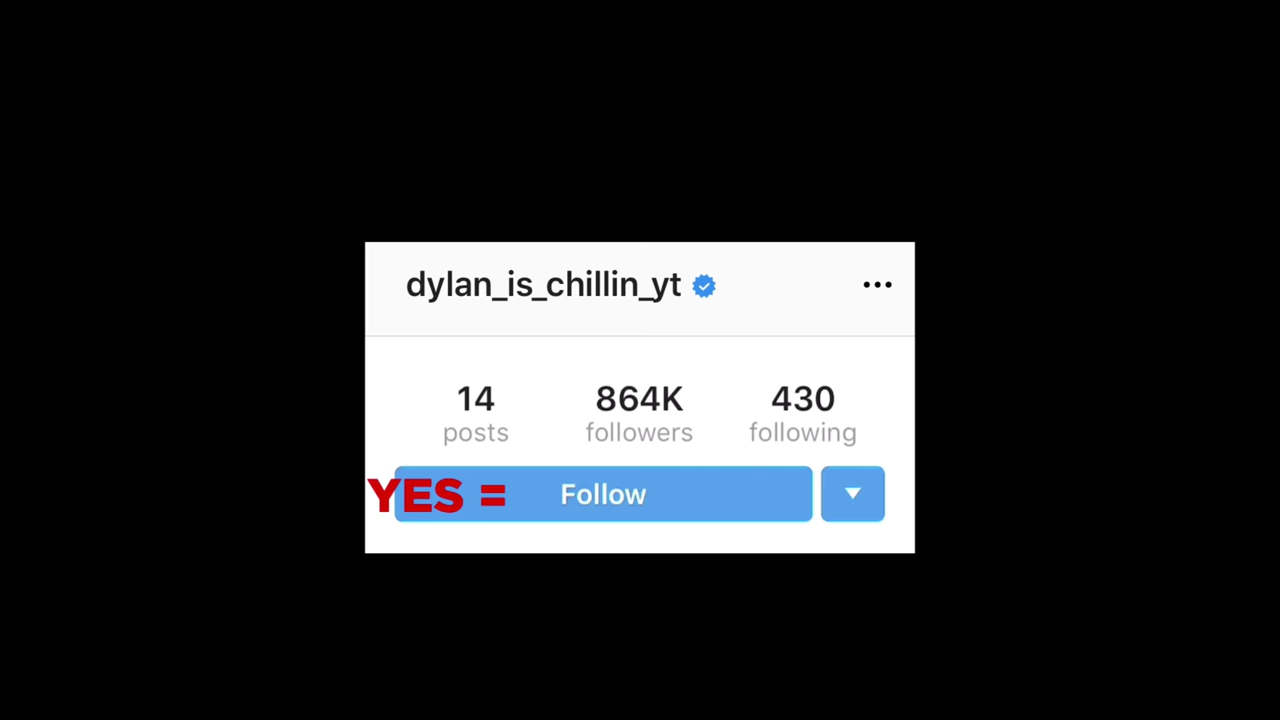 dylan_is_chillin_yt
14 864K 430
posts followers following
YES = Follow